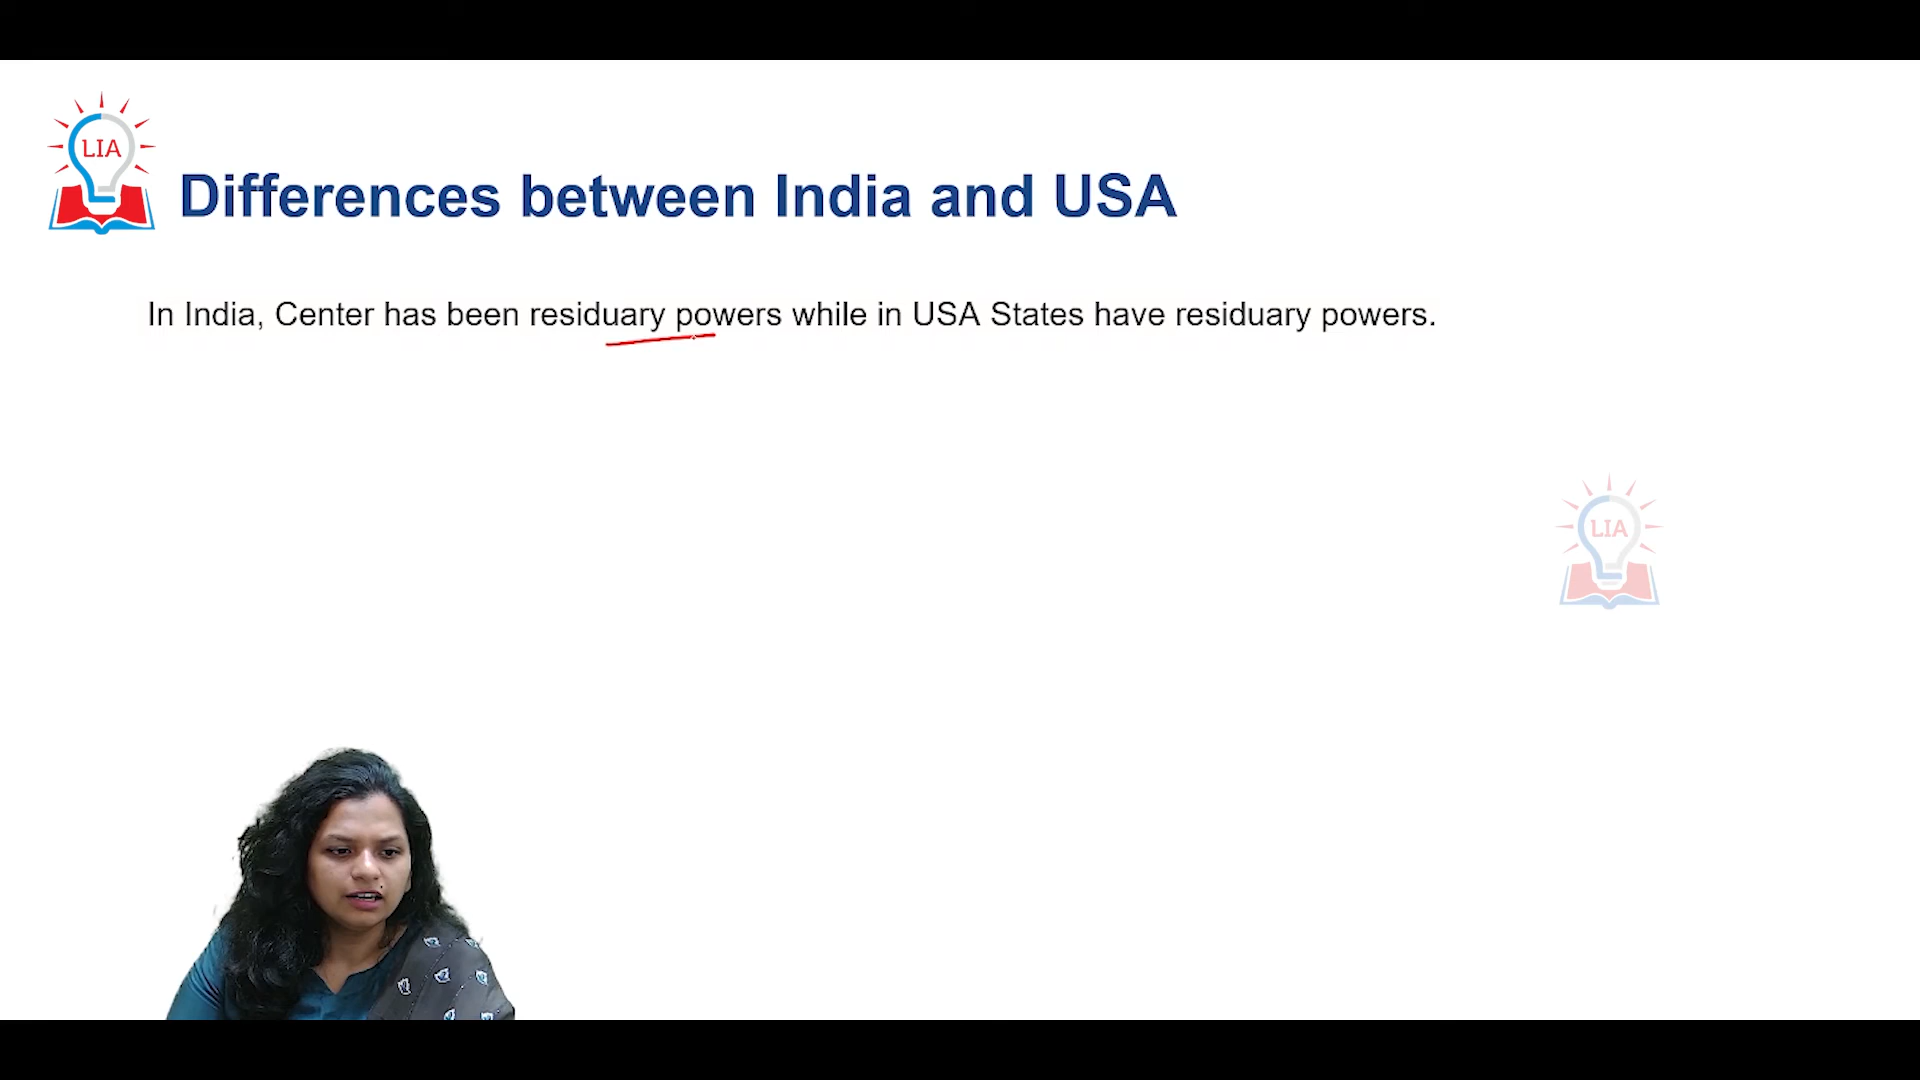 LIA
Differences between India and USA
In India, Center has been residuary powers while in USA States have residuary powers.
LIA